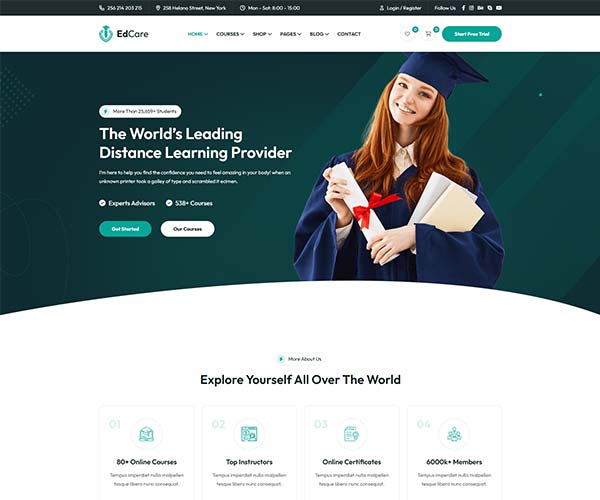 256 214 203 215
258 Helano Street, New York
Mon - Sat: 8:00 - 15:00
Login / Register
Follow Us
EdCare
HOME
COURSES
SHOP
PAGES
BLOG
CONTACT
0
0
Start Free Trial
More Than 25,659+ Students
The World's Leading
Distance Learning Provider
I'm here to help you find the confidence you need to feel amazing in your body! when an
unknown printer took a galley of type and scrambled it ecimen.
Experts Advisors
538+ Courses
Get Started
Our Courses
More About Us
Explore Yourself All Over The World
01
02
03
04
80+ Online Courses
Top Instructors
Online Certificates
6000k+ Members
Tempus imperdiet nulla malpellen
tesque libero nunc consequat
Tempus imperdiet nulla malpellen
tesque libero nunc consequat
Tempus imperdiet nulla malpellen
tesque libero nunc consequat
Tempus imperdiet nulla malpellen
tesque libero nunc consequat